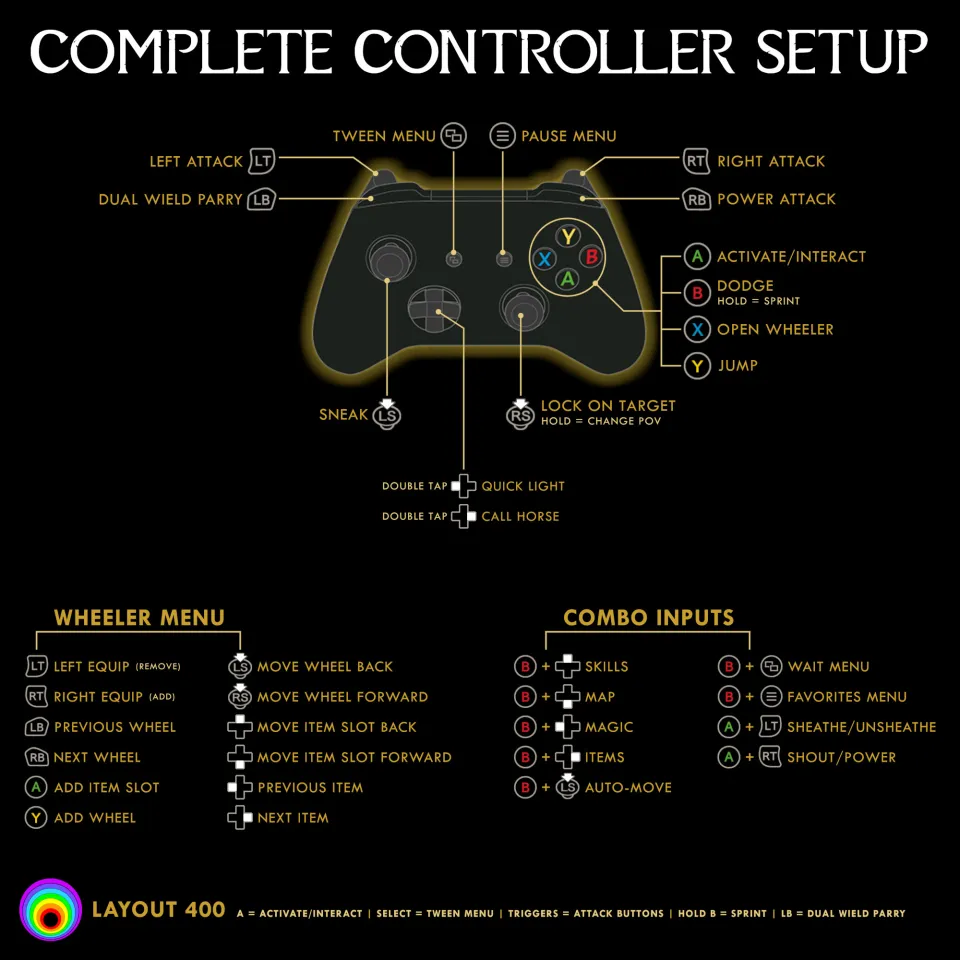 COMPLETE CONTROLLER SETUP
TWEEN MENU
PAUSE MENU
LEFT ATTACK LT
RT RIGHT ATTACK
DUAL WIELD PARRY LB
RB POWER ATTACK
Y
X B
A
A ACTIVATE/INTERACT
B DODGE
HOLD = SPRINT
X OPEN WHEELER
Y JUMP
SNEAK LS
RS LOCK ON TARGET
HOLD = CHANGE POV
DOUBLE TAP QUICK LIGHT
DOUBLE TAP CALL HORSE
WHEELER MENU
LT LEFT EQUIP (REMOVE)
RT RIGHT EQUIP (ADD)
LB PREVIOUS WHEEL
RB NEXT WHEEL
A ADD ITEM SLOT
Y ADD WHEEL
LS MOVE WHEEL BACK
RS MOVE WHEEL FORWARD
MOVE ITEM SLOT BACK
MOVE ITEM SLOT FORWARD
PREVIOUS ITEM
NEXT ITEM
COMBO INPUTS
B + SKILLS
B + MAP
B + MAGIC
B + ITEMS
B + LS AUTO-MOVE
B + WAIT MENU
B + FAVORITES MENU
A + LT SHEATHE/UNSHEATHE
A + RT SHOUT/POWER
LAYOUT 400
A = ACTIVATE/INTERACT | SELECT = TWEEN MENU | TRIGGERS = ATTACK BUTTONS | HOLD B = SPRINT | LB = DUAL WIELD PARRY